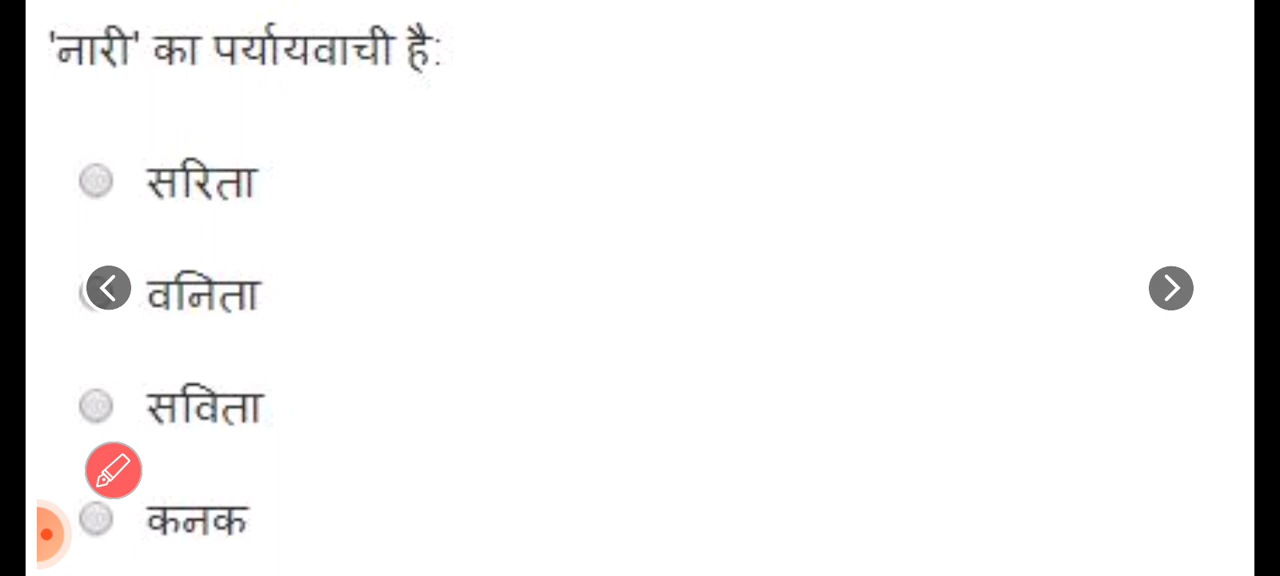 'नारी' का पर्यायवाची है:
सरिता
वनिता
सविता
कनक